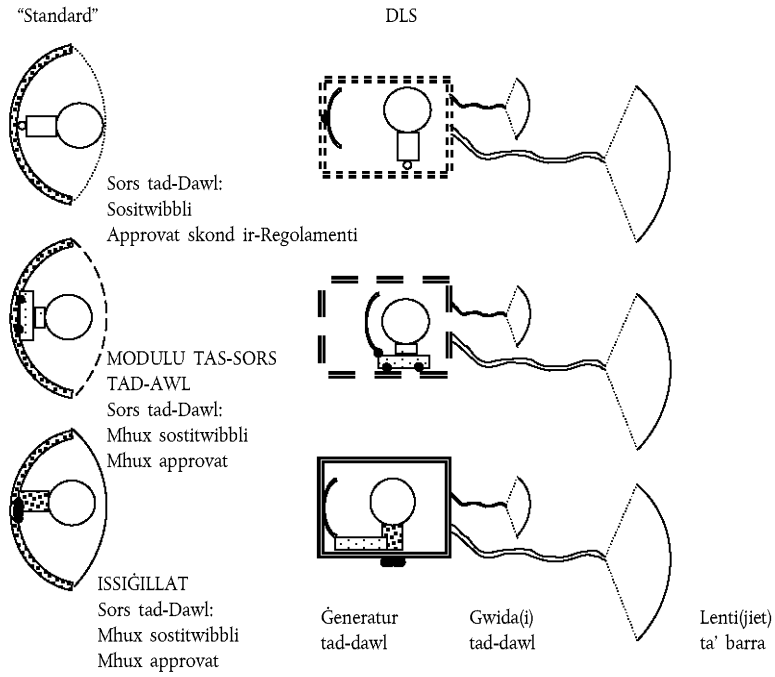 “Standard”
DLS
Sors tad-Dawl:
Sositwibbli
Approvat skond ir-Regolamenti
MODULU TAS-SORS
TAD-AWL
Sors tad-Dawl:
Mhux sostitwibbli
Mhux approvat
ISSIĠILLAT
Sors tad-Dawl:
Mhux sostitwibbli
Mhux approvat
Ġeneratur
tad-dawl
Gwida(i)
tad-dawl
Lenti(jiet)
ta’ barra